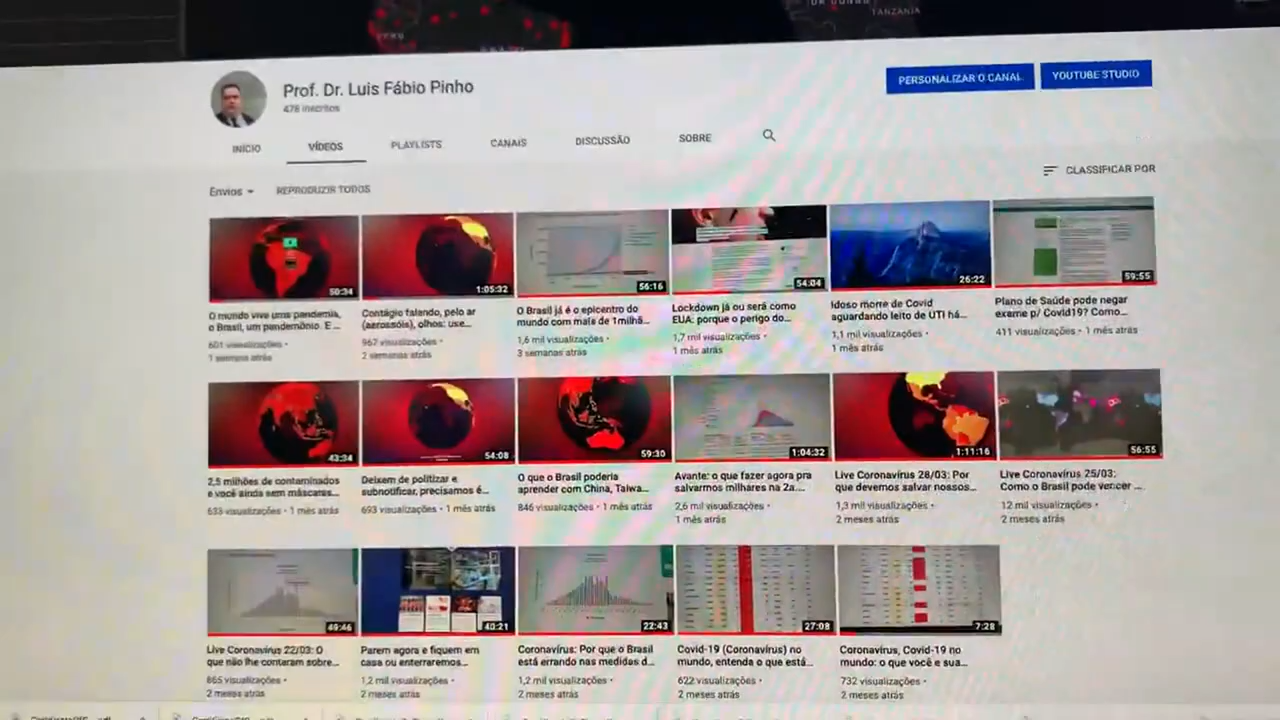 TANZANIA
Prof. Dr. Luis Fábio Pinho
478 inscritos
PERSONALIZAR O CANAL
YOUTUBE STUDIO
INÍCIO
VÍDEOS
PLAYLISTS
CANAIS
DISCUSSÃO
SOBRE
Envios
REPRODUZIR TODOS
CLASSIFICAR POR
50:34
1:05:32
56:16
54:04
26:22
59:55
O mundo vive uma pandemia,
o Brasil, um pandemônio. E ...
601 visualizações •
1 semana atrás
Contágio falando, pelo ar
(aerossóis), olhos: use...
967 visualizações •
2 semanas atrás
O Brasil já é o epicentro do
mundo com mais de 1milhã...
1,6 mil visualizações •
3 semanas atrás
Lockdown já ou será como
EUA: porque o perigo do...
1,7 mil visualizações •
1 mês atrás
Idoso morre de Covid
aguardando leito de UTI há...
1,1 mil visualizações •
1 mês atrás
Plano de Saúde pode negar
exame p/ Covid19? Como...
411 visualizações • 1 mês atrás
43:34
54:08
59:30
1:04:32
1:11:16
56:55
2,5 milhões de contaminados
e você ainda sem máscaras...
633 visualizações • 1 mês atrás
Deixem de politizar e
subnotificar, precisamos é...
693 visualizações • 1 mês atrás
O que o Brasil poderia
aprender com China, Taiwa...
846 visualizações • 1 mês atrás
Avante: o que fazer agora pra
salvarmos milhares na 2a....
2,6 mil visualizações •
1 mês atrás
Live Coronavírus 28/03: Por
que devemos salvar nossos...
1,3 mil visualizações •
2 meses atrás
Live Coronavirus 25/03:
Como o Brasil pode vencer ...
12 mil visualizações •
2 meses atrás
49:46
40:21
22:43
27:08
7:28
Live Coronavírus 22/03: O
que não lhe contaram sobre...
865 visualizações •
2 meses atrás
Parem agora e fiquem em
casa ou enterraremos...
1,2 mil visualizações •
2 meses atrás
Coronavírus: Por que o Brasil
está errando nas medidas d...
1,2 mil visualizações •
2 meses atrás
Covid-19 (Coronavirus) no
mundo, entenda o que está...
622 visualizações •
2 meses atrás
Coronavírus, Covid-19 no
mundo: o que você e sua...
732 visualizações •
2 meses atrás